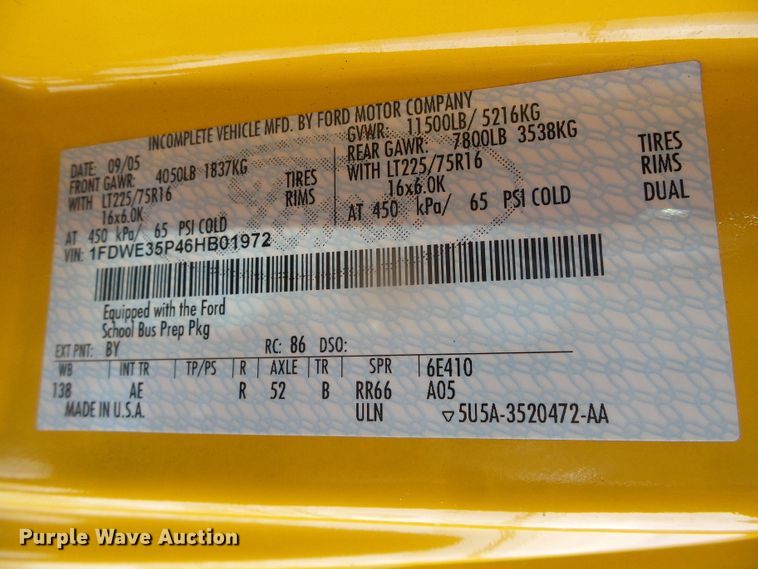 INCOMPLETE VEHICLE MFD. BY FORD MOTOR COMPANY
DATE: 09/05 GVWR: 11500LB/ 5216KG
FRONT GAWR: 4050LB 1837KG REAR GAWR: 7800LB 3538KG
WITH LT225/75R16 TIRES WITH LT225/75R16 TIRES
16x6.0K RIMS 16x6.0K RIMS
AT 450 kPa/ 65 PSI COLD AT 450 kPa/ 65 PSI COLD DUAL
VIN: 1FDWE35P46HB01972
Equipped with the Ford
School Bus Prep Pkg
EXT PNT: BY RC: 86 DSO:
WB INT TR TP/PS R AXLE TR SPR 6E410
138 AE R 52 B RR66 A05
MADE IN U.S.A. ULN ▽5U5A-3520472-AA
Purple Wave Auction